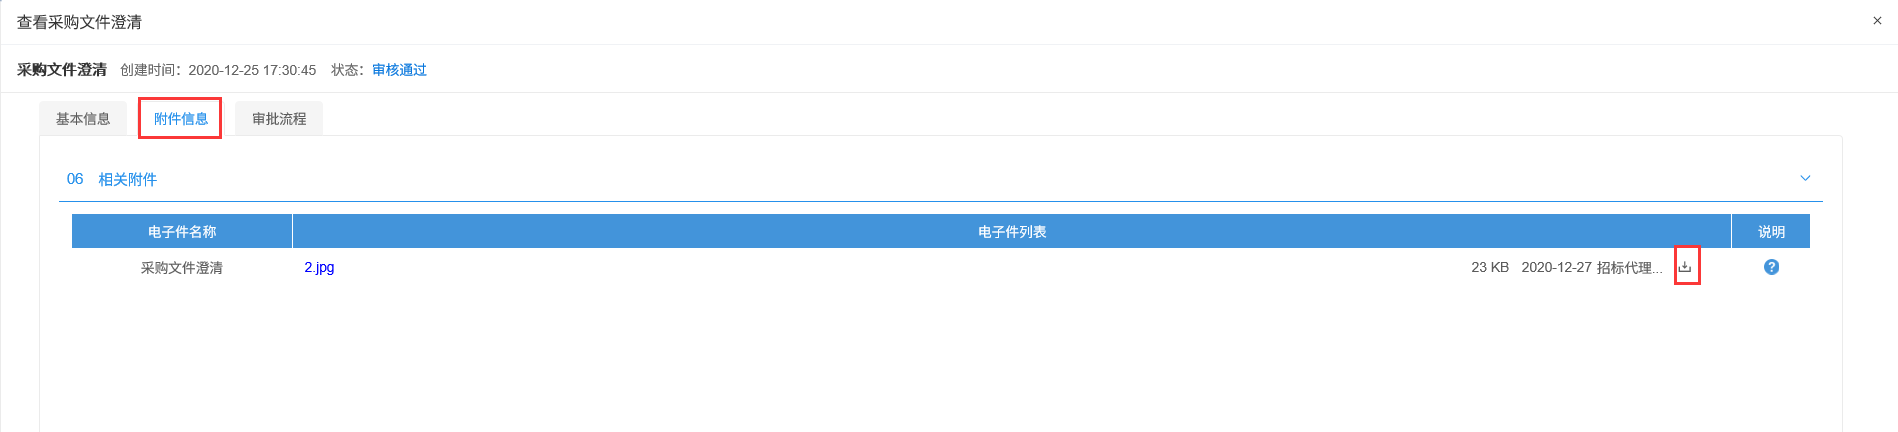 查看采购文件澄清 ×
采购文件澄清 创建时间：2020-12-25 17:30:45 状态：审核通过
基本信息 附件信息 审批流程
06 相关附件
电子件名称 电子件列表 说明
采购文件澄清 2.jpg 23 KB 2020-12-27 招标代理... ?